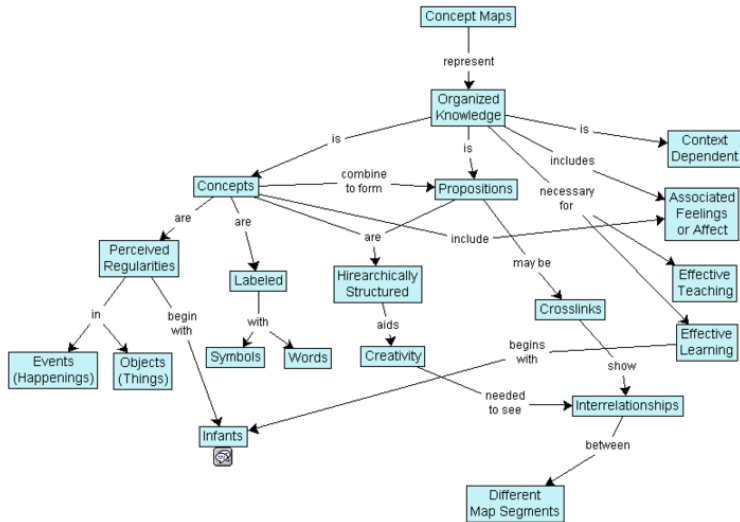 Concept Maps
represent
Organized
Knowledge
is
is
is
includes
necessary
for
Context
Dependent
Concepts
combine
to form
Propositions
Associated
Feelings
or Affect
are
are
are
include
Perceived
Regularities
Labeled
Hirearchically
Structured
may be
Effective
Teaching
in
begin
with
with
aids
Crosslinks
Effective
Learning
Events
(Happenings)
Objects
(Things)
Symbols
Words
Creativity
begins
with
show
needed
to see
Interrelationships
Infants
between
Different
Map Segments